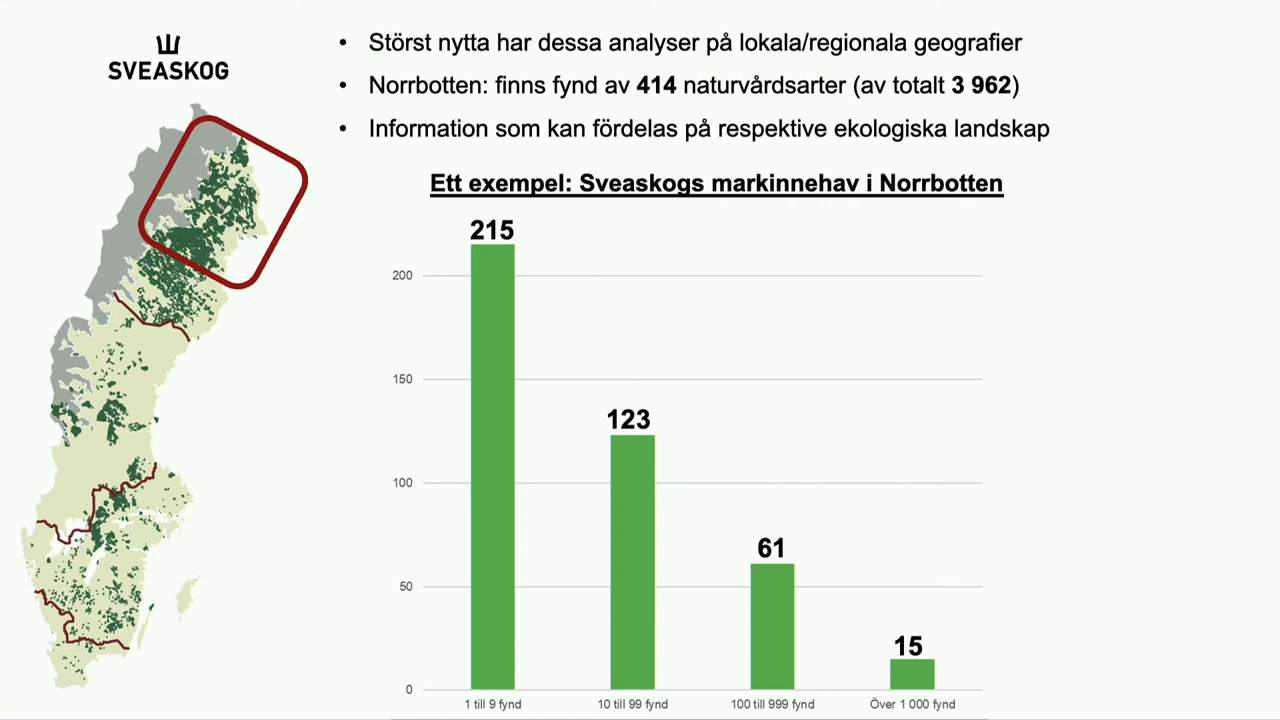 SVEASKOG
• Störst nytta har dessa analyser på lokala/regionala geografier
• Norrbotten: finns fynd av 414 naturvårdsarter (av totalt 3 962)
• Information som kan fördelas på respektive ekologiska landskap
Ett exempel: Sveaskogs markinnehav i Norrbotten
215
200
150
123
100
61
50
15
0
1 till 9 fynd
10 till 99 fynd
100 till 999 fynd
Över 1 000 fynd